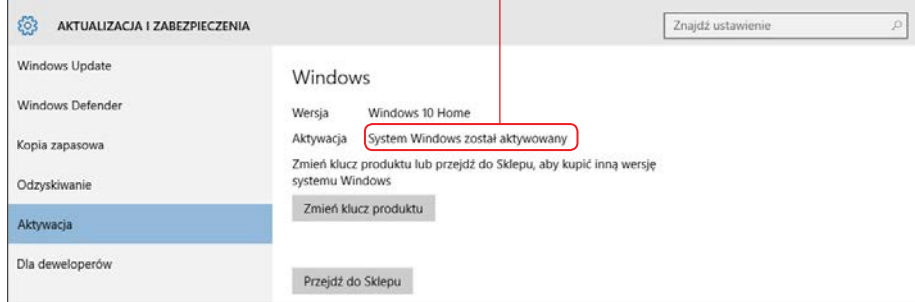 AKTUALIZACJA I ZABEZPIECZENIA
Znajdź ustawienie
Windows Update
Windows Defender
Kopia zapasowa
Odzyskiwanie
Aktywacja
Dla deweloperów
Windows
Wersja Windows 10 Home
Aktywacja System Windows został aktywowany
Zmień klucz produktu lub przejdź do Sklepu, aby kupić inną wersję
systemu Windows
Zmień klucz produktu
Przejdź do Sklepu